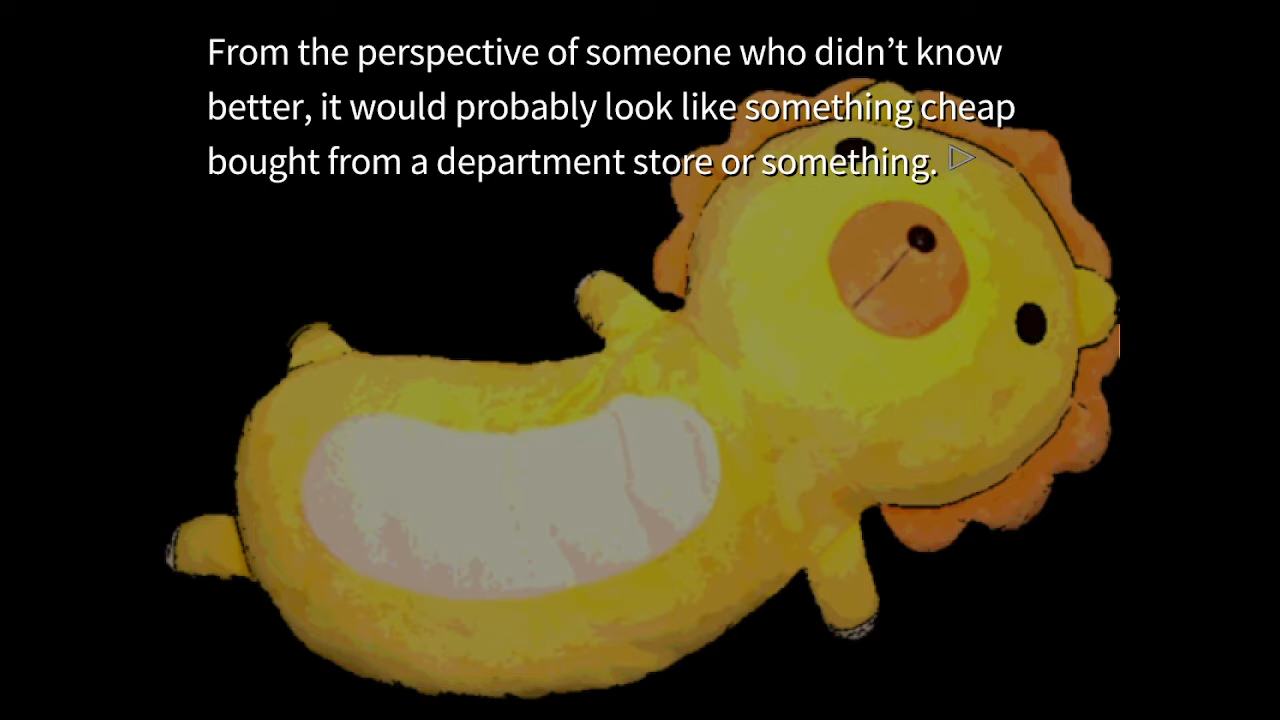 From the perspective of someone who didn’t know
better, it would probably look like something cheap
bought from a department store or something.